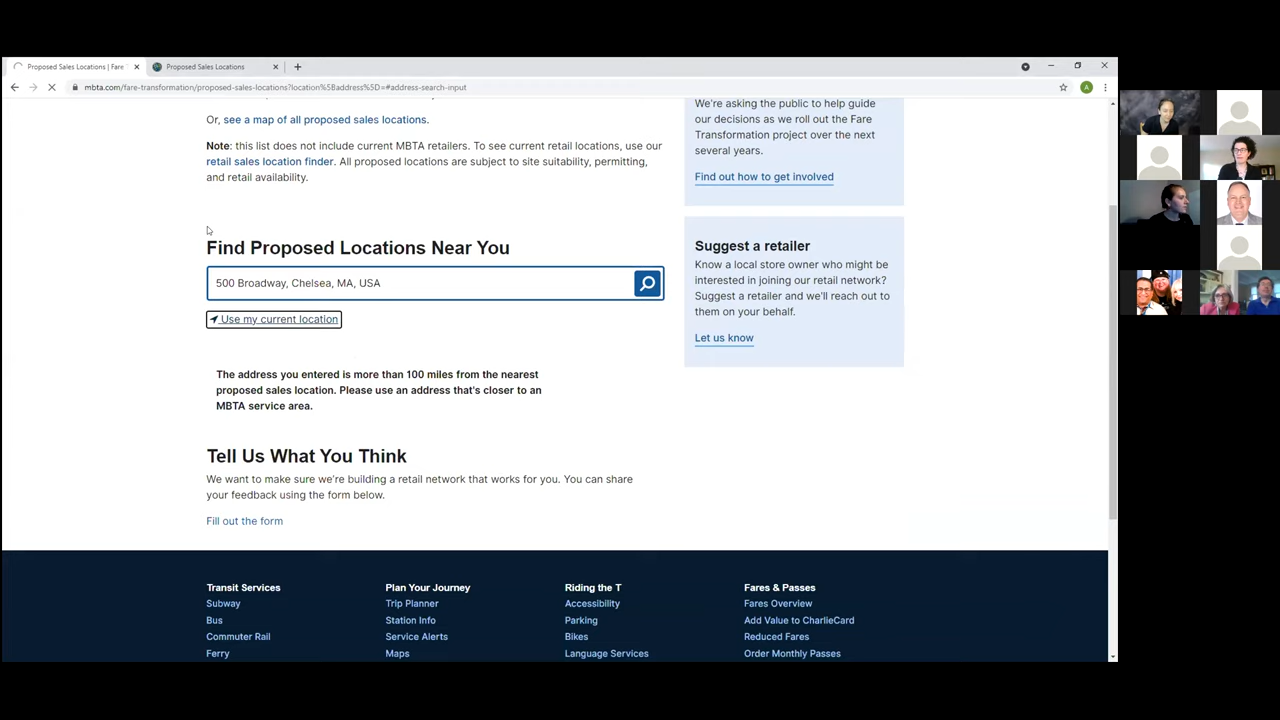 Proposed Sales Locations | Fare
Proposed Sales Locations
mbta.com/fare-transformation/proposed-sales-locations?location%5Baddress%5D=#address-search-input
A
Or, see a map of all proposed sales locations.
Note: this list does not include current MBTA retailers. To see current retail locations, use our
retail sales location finder. All proposed locations are subject to site suitability, permitting,
and retail availability.
Find Proposed Locations Near You
500 Broadway, Chelsea, MA, USA
Use my current location
The address you entered is more than 100 miles from the nearest
proposed sales location. Please use an address that's closer to an
MBTA service area.
Tell Us What You Think
We want to make sure we're building a retail network that works for you. You can share
your feedback using the form below.
Fill out the form
We're asking the public to help guide
our decisions as we roll out the Fare
Transformation project over the next
several years.
Find out how to get involved
Suggest a retailer
Know a local store owner who might be
interested in joining our retail network?
Suggest a retailer and we'll reach out to
them on your behalf.
Let us know
Transit Services
Subway
Bus
Commuter Rail
Ferry
Plan Your Journey
Trip Planner
Station Info
Service Alerts
Maps
Riding the T
Accessibility
Parking
Bikes
Language Services
Fares & Passes
Fares Overview
Add Value to CharlieCard
Reduced Fares
Order Monthly Passes